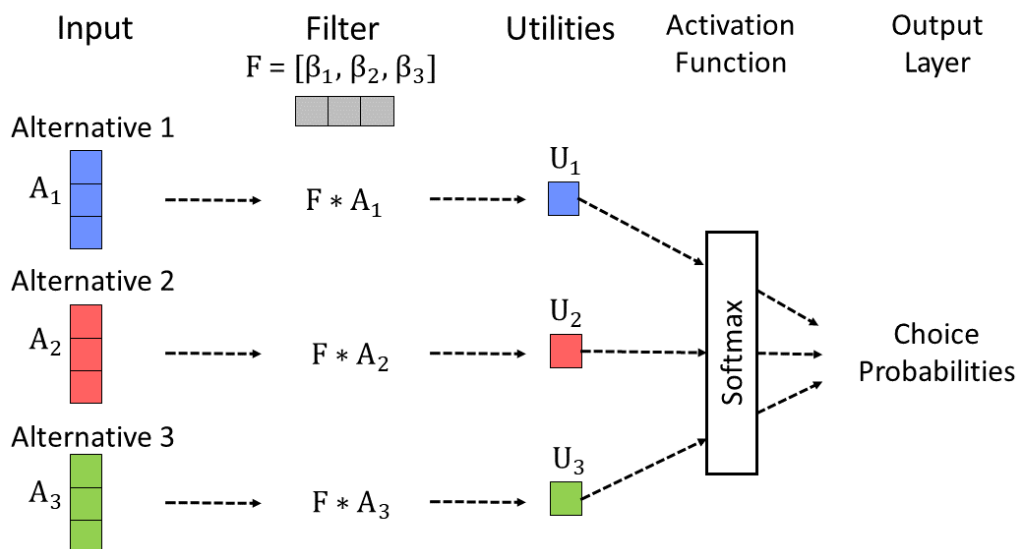 Input
Filter
F = [β₁, β₂, β₃]
Utilities
Activation
Function
Output
Layer
Alternative 1
A₁
F ∗ A₁
U₁
Alternative 2
A₂
F ∗ A₂
U₂
Softmax
Choice
Probabilities
Alternative 3
A₃
F ∗ A₃
U₃